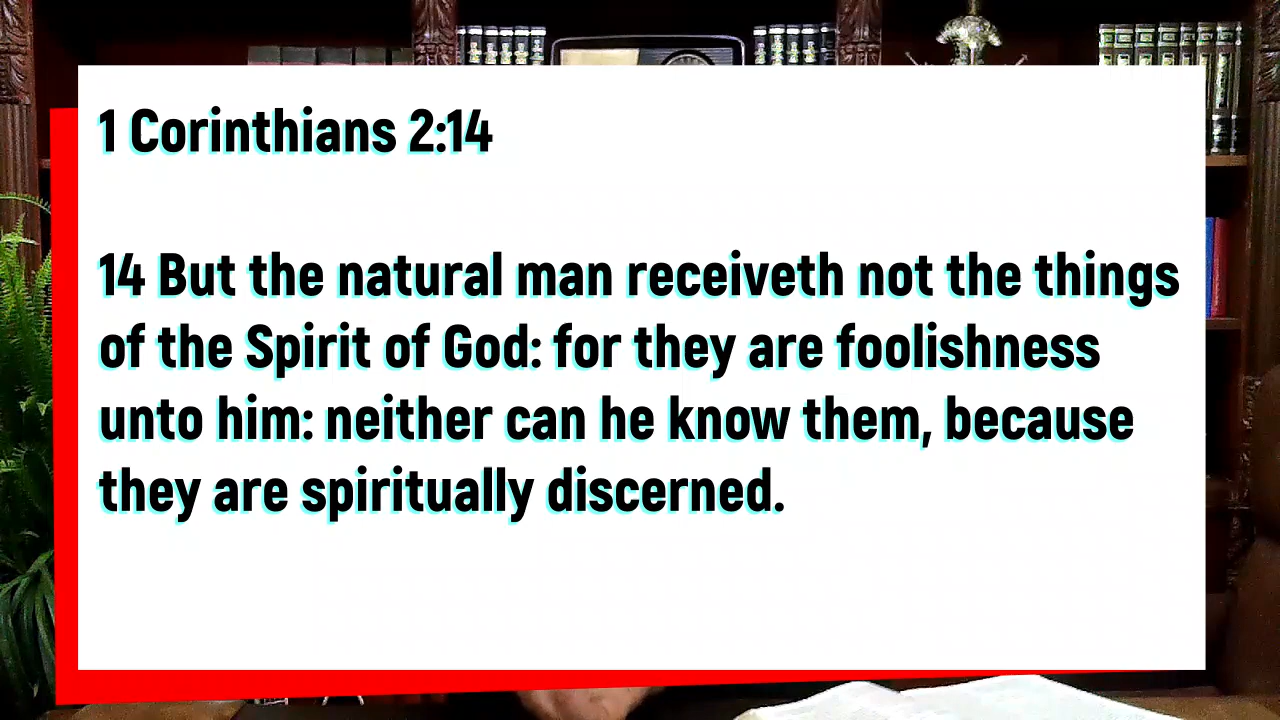 1 Corinthians 2:14
14 But the natural man receiveth not the things
of the Spirit of God: for they are foolishness
unto him: neither can he know them, because
they are spiritually discerned.